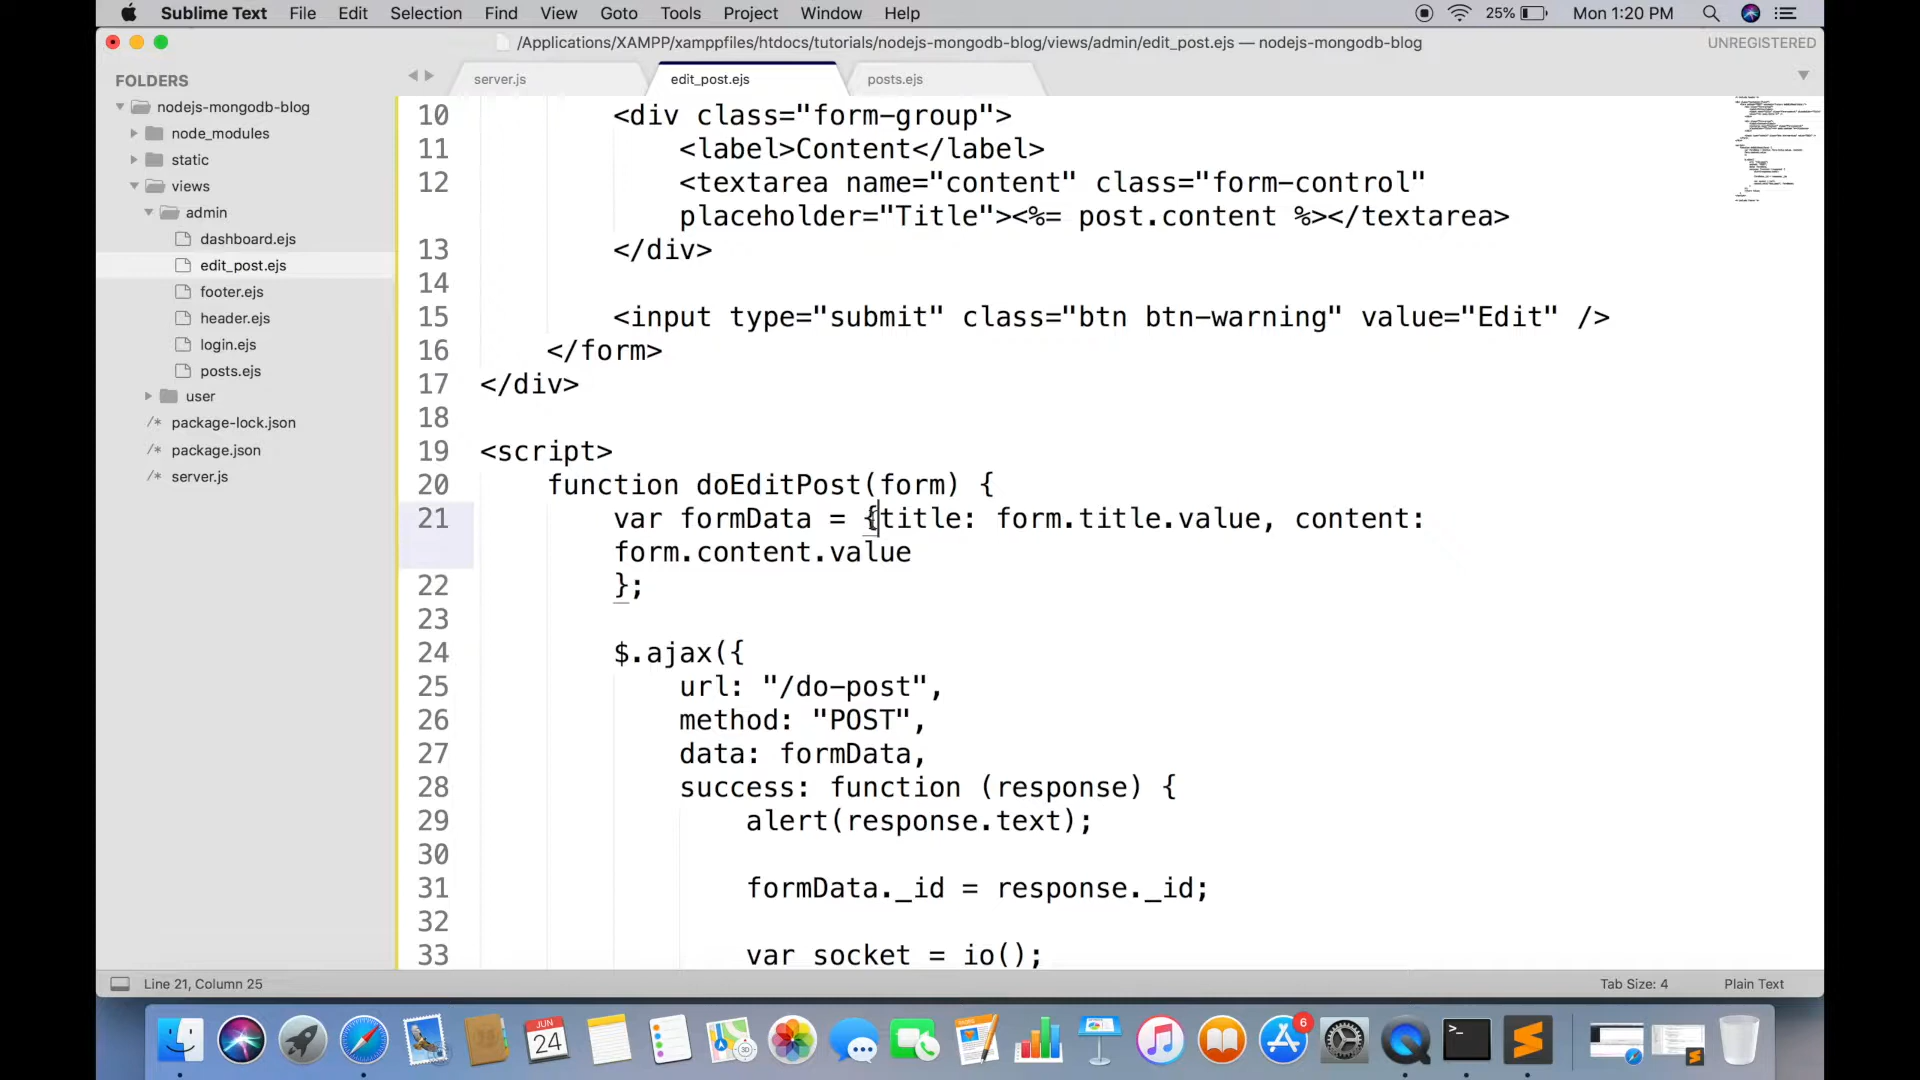 Sublime Text File Edit Selection Find View Goto Tools Project Window Help 25% Mon 1:20 PM
/Applications/XAMPP/xamppfiles/htdocs/tutorials/nodejs-mongodb-blog/views/admin/edit_post.ejs — nodejs-mongodb-blog UNREGISTERED
FOLDERS
nodejs-mongodb-blog
node_modules
static
views
admin
dashboard.ejs
edit_post.ejs
footer.ejs
header.ejs
login.ejs
posts.ejs
user
/* package-lock.json
/* package.json
/* server.js
server.js edit_post.ejs posts.ejs
10 <div class="form-group">
11 <label>Content</label>
12 <textarea name="content" class="form-control"
placeholder="Title"><%= post.content %></textarea>
13 </div>
14
15 <input type="submit" class="btn btn-warning" value="Edit" />
16 </form>
17 </div>
18
19 <script>
20 function doEditPost(form) {
21 var formData = {title: form.title.value, content:
form.content.value
22 };
23
24 $.ajax({
25 url: "/do-post",
26 method: "POST",
27 data: formData,
28 success: function (response) {
29 alert(response.text);
30
31 formData._id = response._id;
32
33 var socket = io();
Line 21, Column 25 Tab Size: 4 Plain Text
JUN
24
3D
6
>_